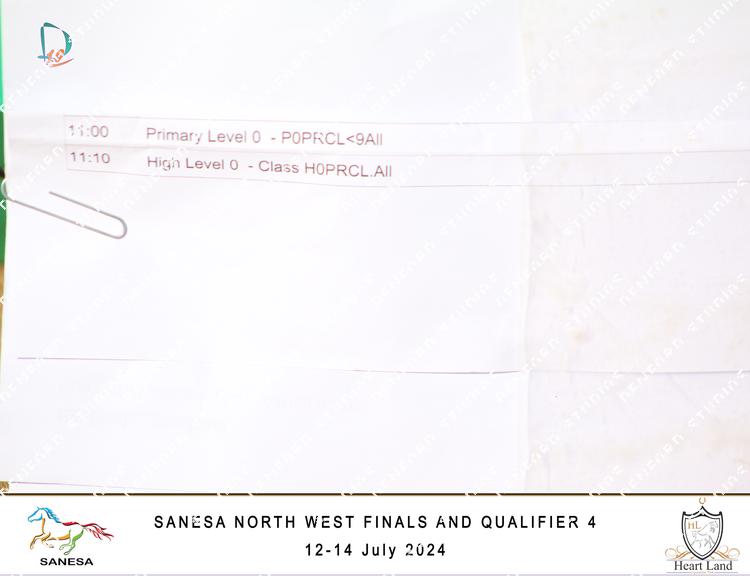 11:00 Primary Level 0 - P0PRCL<9All
11:10 High Level 0 - Class H0PRCL.All
SANESA NORTH WEST FINALS AND QUALIFIER 4
12-14 July 2024
SANESA
HL
Heart Land